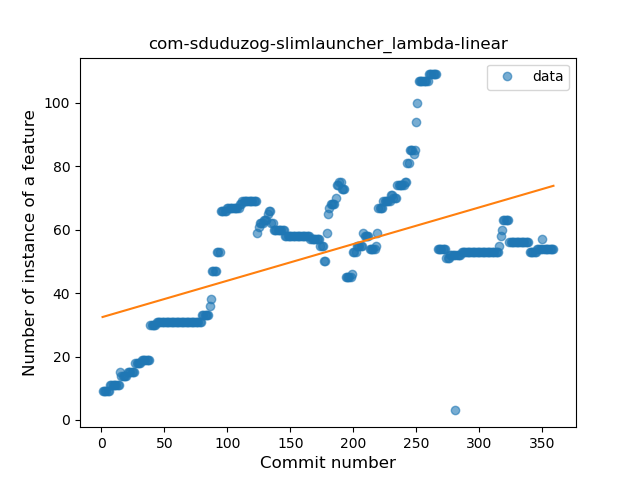 com-sduduzog-slimlauncher_lambda-linear
data
Number of instance of a feature
100
80
60
40
20
0
0 50 100 150 200 250 300 350
Commit number